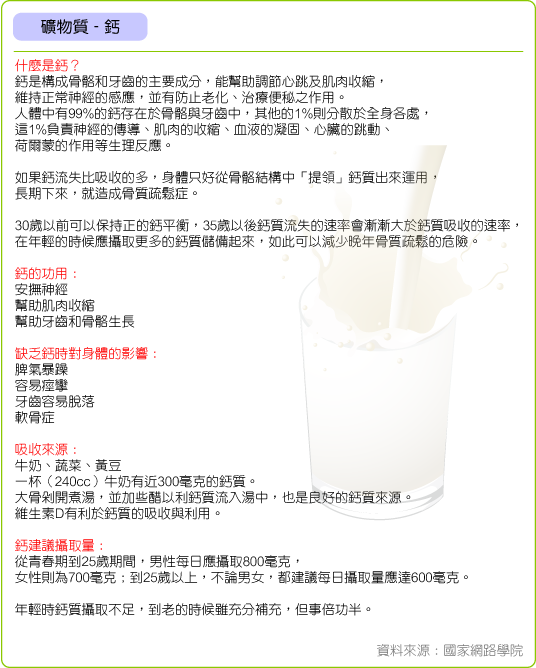 礦物質 - 鈣
什麼是鈣？
鈣是構成骨骼和牙齒的主要成分，能幫助調節心跳及肌肉收縮，
維持正常神經的感應，並有防止老化、治療便秘之作用。
人體中有99%的鈣存在於骨骼與牙齒中，其他的1%則分散於全身各處，
這1%負責神經的傳導、肌肉的收縮、血液的凝固、心臟的跳動、
荷爾蒙的作用等生理反應。
如果鈣流失比吸收的多，身體只好從骨骼結構中「提領」鈣質出來運用，
長期下來，就造成骨質疏鬆症。
30歲以前可以保持正的鈣平衡，35歲以後鈣質流失的速率會漸漸大於鈣質吸收的速率，
在年輕的時候應攝取更多的鈣質儲備起來，如此可以減少晚年骨質疏鬆的危險。
鈣的功用：
安撫神經
幫助肌肉收縮
幫助牙齒和骨骼生長
缺乏鈣時對身體的影響：
脾氣暴躁
容易痙攣
牙齒容易脫落
軟骨症
吸收來源：
牛奶、蔬菜、黃豆
一杯（240cc）牛奶有近300毫克的鈣質。
大骨剁開煮湯，並加些醋以利鈣質流入湯中，也是良好的鈣質來源。
維生素D有利於鈣質的吸收與利用。
鈣建議攝取量：
從青春期到25歲期間，男性每日應攝取800毫克，
女性則為700毫克；到25歲以上，不論男女，都建議每日攝取量應達600毫克。
年輕時鈣質攝取不足，到老的時候雖充分補充，但事倍功半。
資料來源：國家網路學院